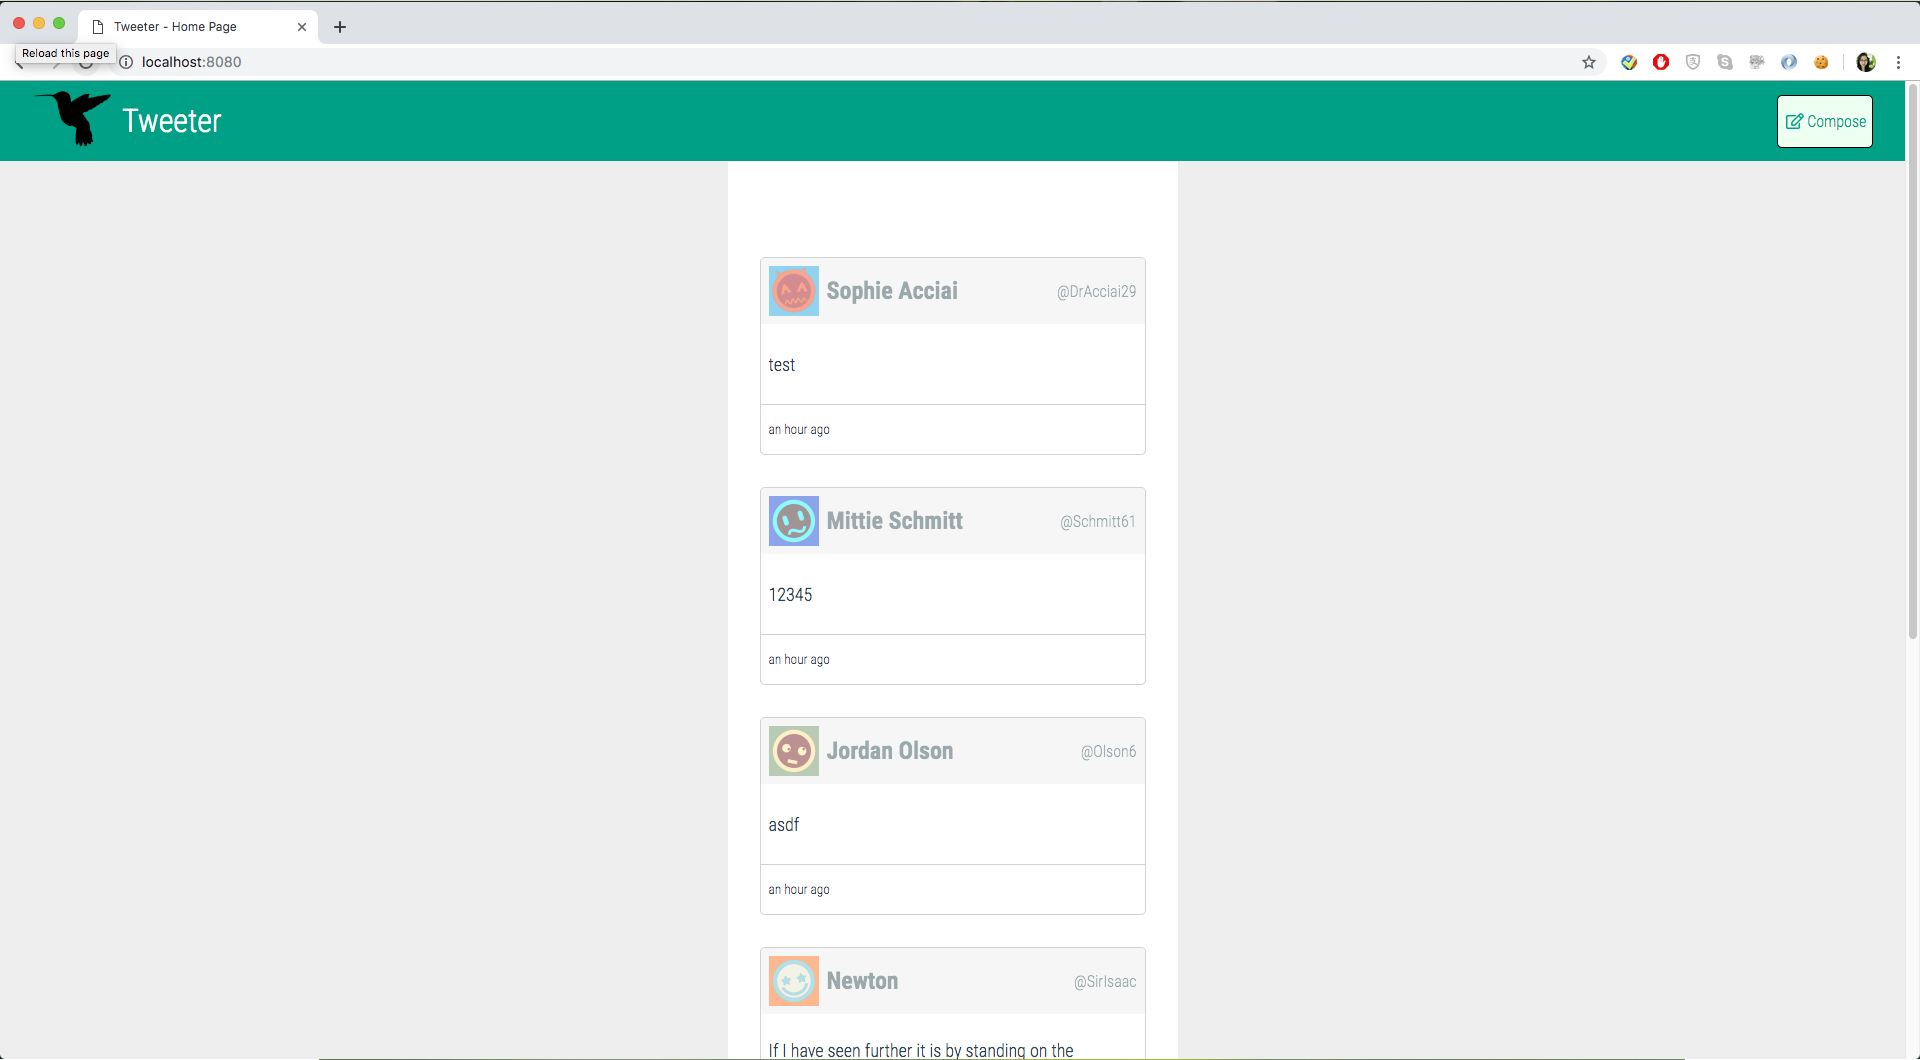 Tweeter - Home Page
Reload this page
localhost:8080
Tweeter
Compose
Sophie Acciai
@DrAcciai29
test
an hour ago
Mittie Schmitt
@Schmitt61
12345
an hour ago
Jordan Olson
@Olson6
asdf
an hour ago
Newton
@SirIsaac
If I have seen further it is by standing on the